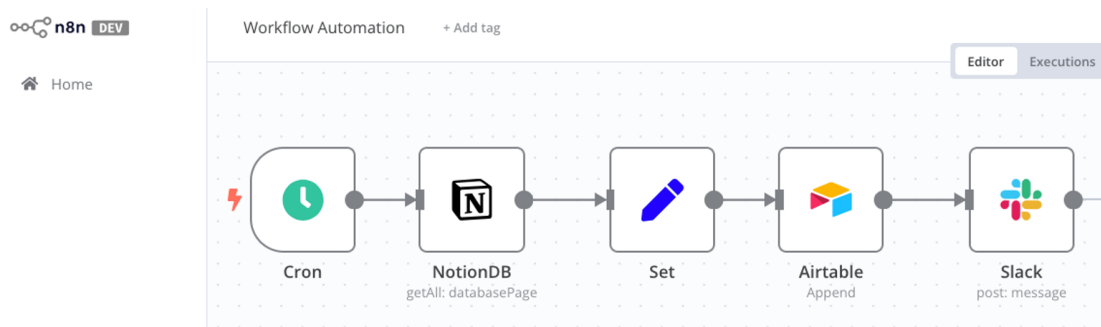 n8n DEV
Workflow Automation + Add tag
Editor Executions
Home
N
Cron
NotionDB
getAll: databasePage
Set
Airtable
Append
Slack
post: message